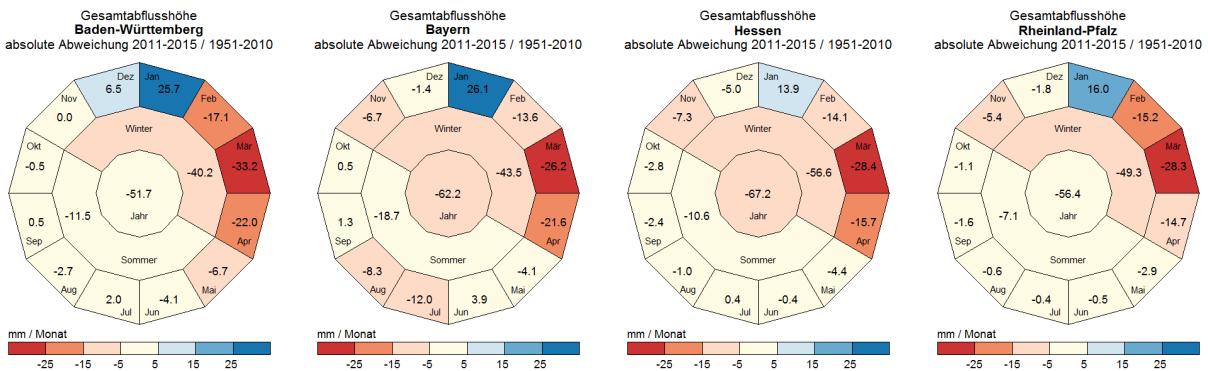 Gesamtabflusshöhe
Baden-Württemberg
absolute Abweichung 2011-2015 / 1951-2010
Dez
6.5
Jan
25.7
Feb
-17.1
Mär
-33.2
-22.0
Apr
-6.7
Mai
-4.1
Jun
2.0
Jul
-2.7
Aug
0.5
Sep
Okt
-0.5
Nov
0.0
Winter
-40.2
-11.5
Sommer
-51.7
Jahr
mm / Monat
-25 -15 -5 5 15 25
Gesamtabflusshöhe
Bayern
absolute Abweichung 2011-2015 / 1951-2010
Dez
-1.4
Jan
26.1
Feb
-13.6
Mär
-26.2
-21.6
Apr
-4.1
Mai
3.9
Jun
-12.0
Jul
-8.3
Aug
1.3
Sep
Okt
0.5
Nov
-6.7
Winter
-43.5
-18.7
Sommer
-62.2
Jahr
mm / Monat
-25 -15 -5 5 15 25
Gesamtabflusshöhe
Hessen
absolute Abweichung 2011-2015 / 1951-2010
Dez
-5.0
Jan
13.9
Feb
-14.1
Mär
-28.4
-15.7
Apr
-4.4
Mai
-0.4
Jun
0.4
Jul
-1.0
Aug
-2.4
Sep
Okt
-2.8
Nov
-7.3
Winter
-56.6
-10.6
Sommer
-67.2
Jahr
mm / Monat
-25 -15 -5 5 15 25
Gesamtabflusshöhe
Rheinland-Pfalz
absolute Abweichung 2011-2015 / 1951-2010
Dez
-1.8
Jan
16.0
Feb
-15.2
Mär
-28.3
-14.7
Apr
-2.9
Mai
-0.5
Jun
-0.4
Jul
-0.6
Aug
-1.6
Sep
Okt
-1.1
Nov
-5.4
Winter
-49.3
-7.1
Sommer
-56.4
Jahr
mm / Monat
-25 -15 -5 5 15 25